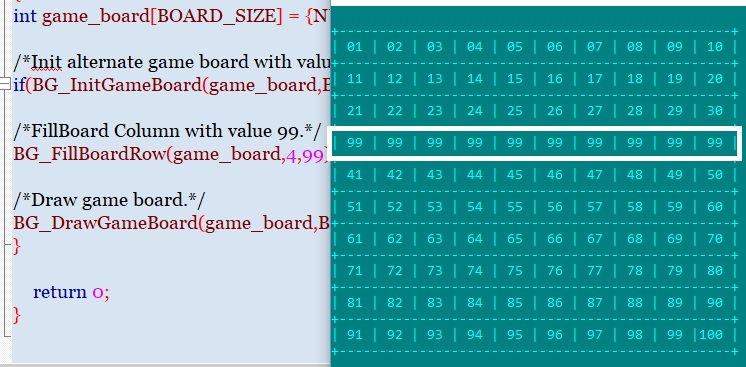 {
int game_board[BOARD_SIZE] = {N
/*Init alternate game board with valu
if(BG_InitGameBoard(game_board,B
/*FillBoard Column with value 99.*/
BG_FillBoardRow(game_board,4,99)
/*Draw game board.*/
BG_DrawGameBoard(game_board,B
}
return 0;
}
| 01 | 02 | 03 | 04 | 05 | 06 | 07 | 08 | 09 | 10 |
| 11 | 12 | 13 | 14 | 15 | 16 | 17 | 18 | 19 | 20 |
| 21 | 22 | 23 | 24 | 25 | 26 | 27 | 28 | 29 | 30 |
| 99 | 99 | 99 | 99 | 99 | 99 | 99 | 99 | 99 | 99 |
| 41 | 42 | 43 | 44 | 45 | 46 | 47 | 48 | 49 | 50 |
| 51 | 52 | 53 | 54 | 55 | 56 | 57 | 58 | 59 | 60 |
| 61 | 62 | 63 | 64 | 65 | 66 | 67 | 68 | 69 | 70 |
| 71 | 72 | 73 | 74 | 75 | 76 | 77 | 78 | 79 | 80 |
| 81 | 82 | 83 | 84 | 85 | 86 | 87 | 88 | 89 | 90 |
| 91 | 92 | 93 | 94 | 95 | 96 | 97 | 98 | 99 |100 |